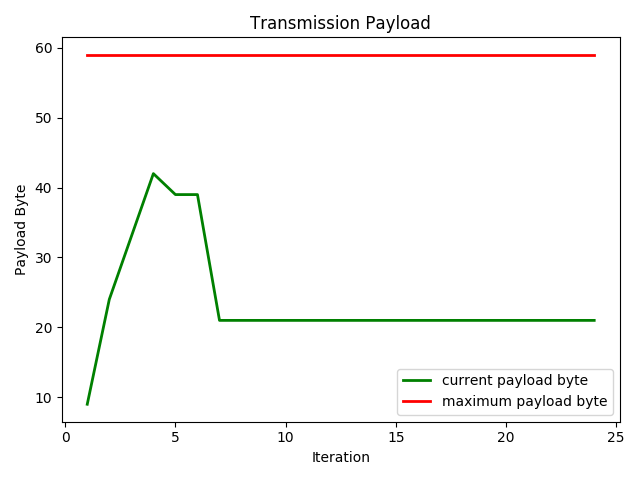 Transmission Payload
60
50
40
30
20
10
Payload Byte
0
5
10
15
20
25
Iteration
current payload byte
maximum payload byte